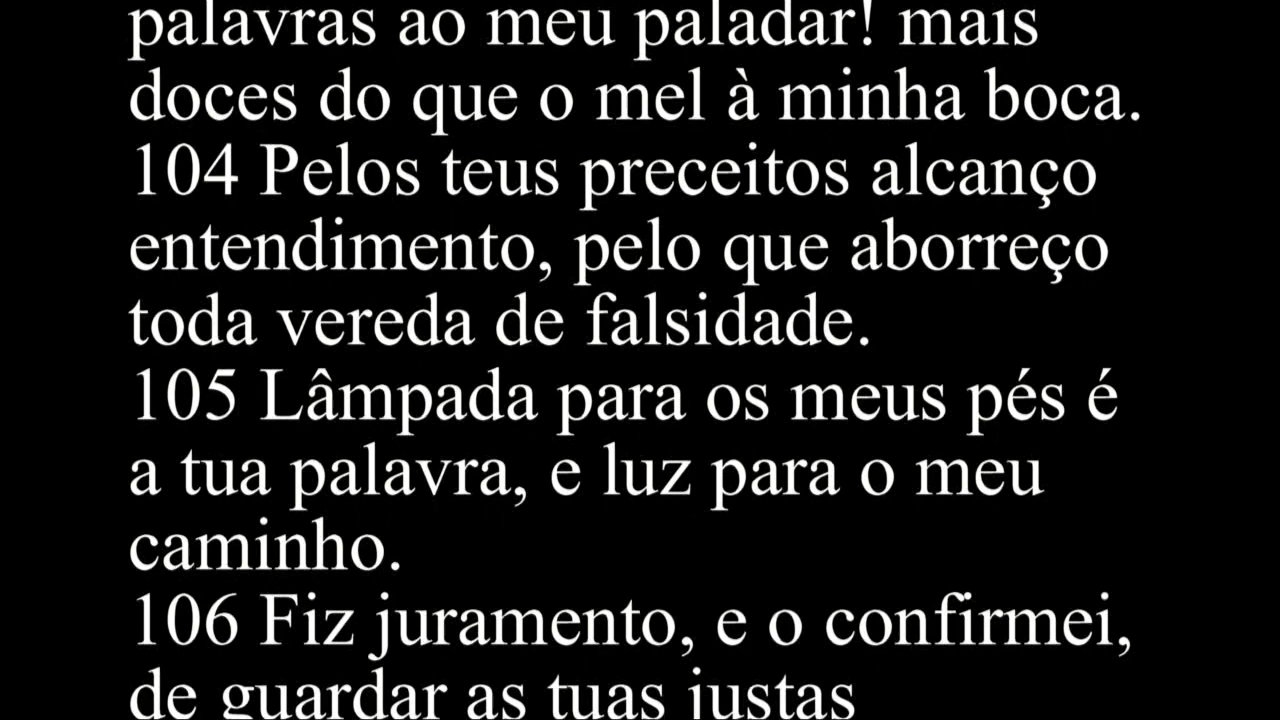 palavras ao meu paladar! mais
doces do que o mel à minha boca.
104 Pelos teus preceitos alcanço
entendimento, pelo que aborreço
toda vereda de falsidade.
105 Lâmpada para os meus pés é
a tua palavra, e luz para o meu
caminho.
106 Fiz juramento, e o confirmei,
de guardar as tuas justas